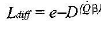 L_diff = e–D^(Q̇β)